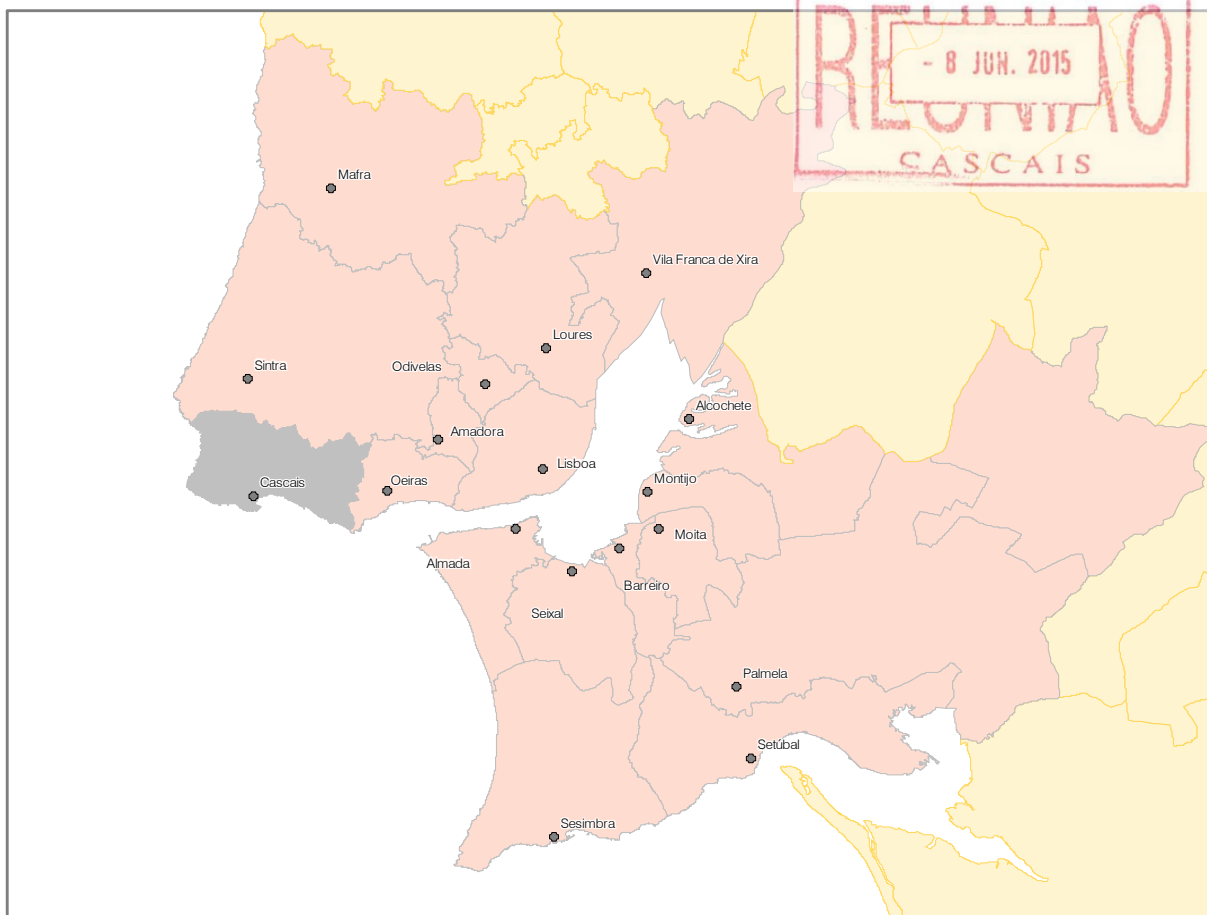 REUNIÃO
- 8 JUN. 2015
CASCAIS
Mafra
Vila Franca de Xira
Loures
Sintra
Odivelas
Alcochete
Amadora
Lisboa
Cascais
Oeiras
Montijo
Moita
Almada
Barreiro
Seixal
Palmela
Setúbal
Sesimbra